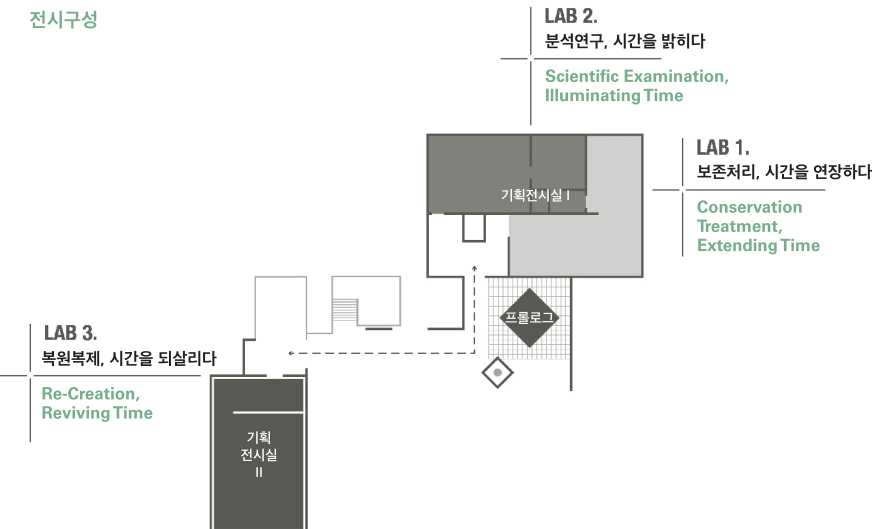 전시구성
LAB 2.
분석연구, 시간을 밝히다
Scientific Examination,
Illuminating Time
LAB 1.
보존처리, 시간을 연장하다
Conservation
Treatment,
Extending Time
기획전시실 I
프롤로그
LAB 3.
복원복제, 시간을 되살리다
Re-Creation,
Reviving Time
기획
전시실
II